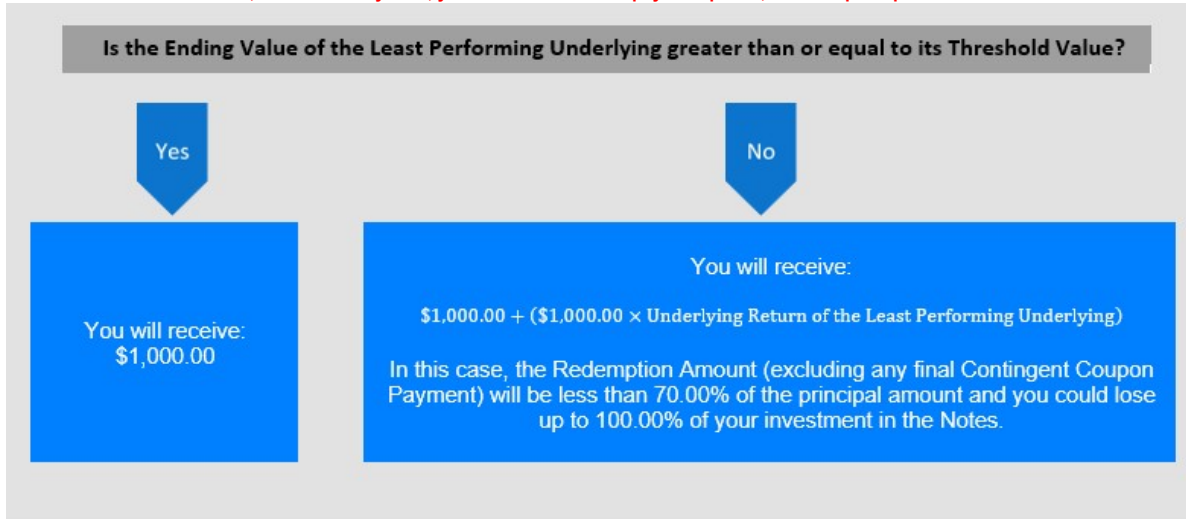 Is the Ending Value of the Least Performing Underlying greater than or equal to its Threshold Value?
Yes
No
You will receive:
$1,000.00
You will receive:
$1,000.00 + ($1,000.00 × Underlying Return of the Least Performing Underlying)
In this case, the Redemption Amount (excluding any final Contingent Coupon
Payment) will be less than 70.00% of the principal amount and you could lose
up to 100.00% of your investment in the Notes.